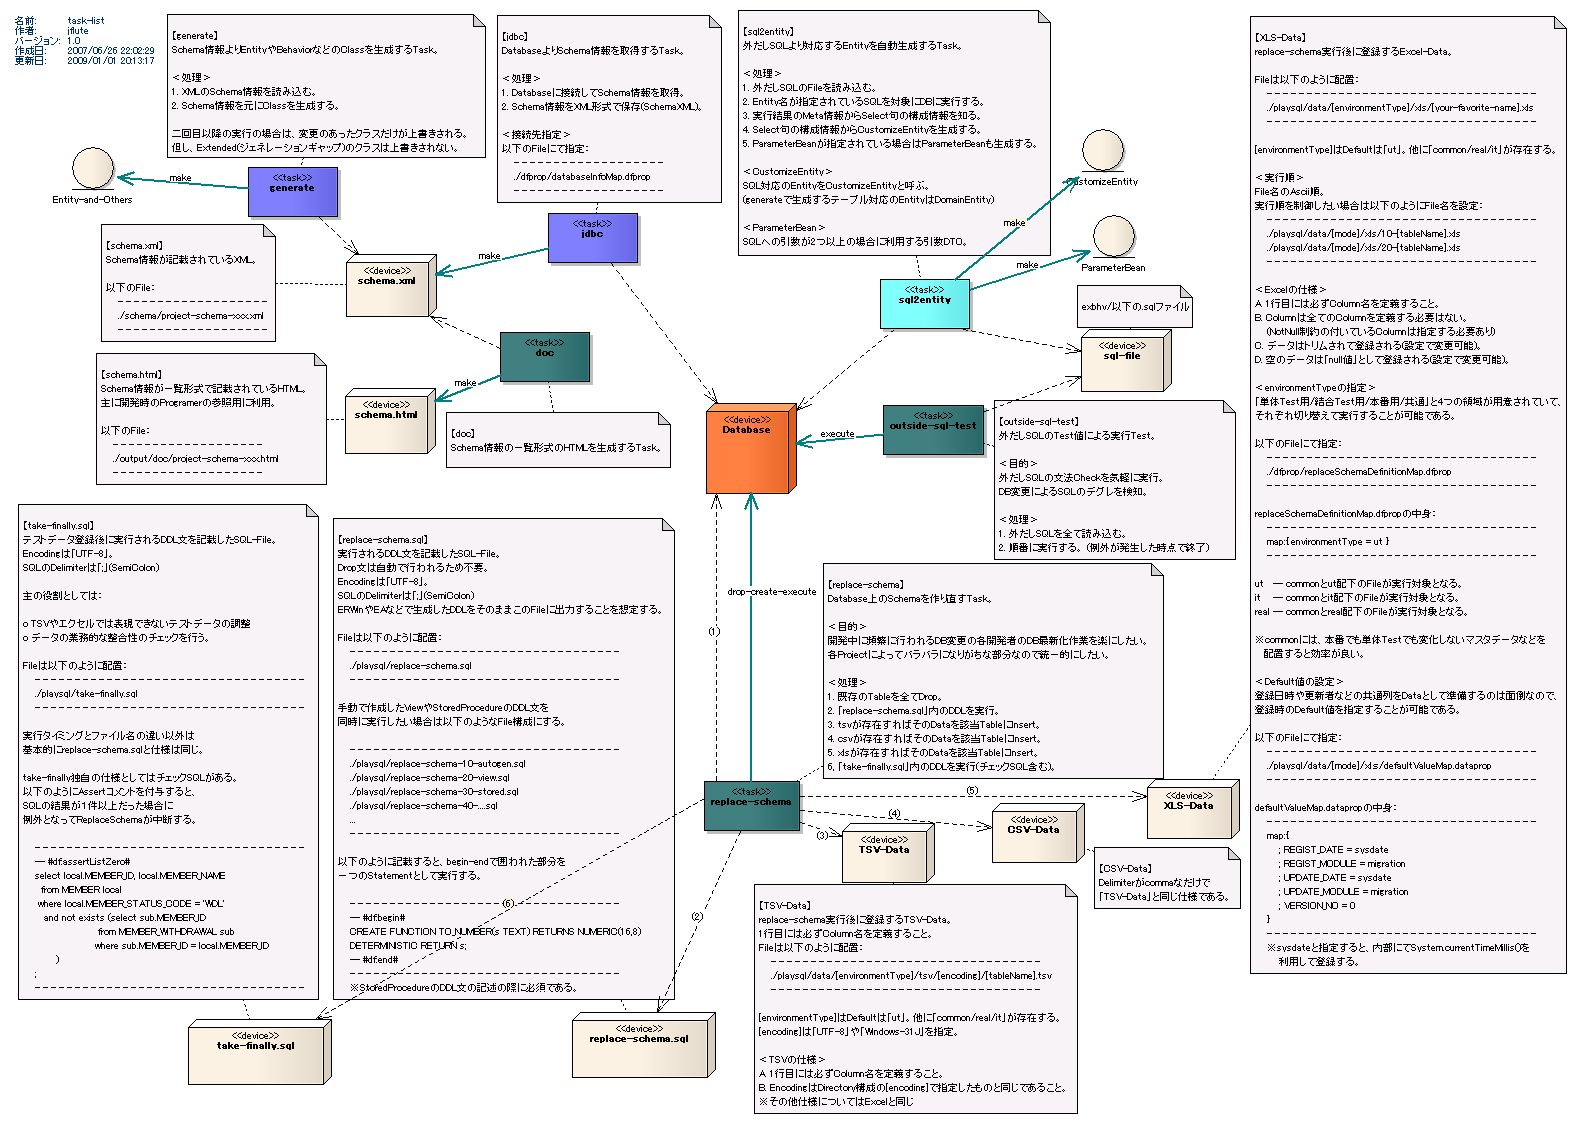 名前: task-list
作者: jflute
バージョン: 1.0
作成日: 2007/06/26 22:02:29
更新日: 2009/01/01 20:13:17
【generate】
Schema情報よりEntityやBehaviorなどのClassを生成するTask。
＜処理＞
1. XMLのSchema情報を読み込む。
2. Schema情報を元にClassを生成する。
二回目以降の実行の場合は、変更のあったクラスだけが上書きされる。
但し、Extended(ジェネレーションギャップ)のクラスは上書きされない。
【jdbc】
DatabaseよりSchema情報を取得するTask。
＜処理＞
1. Databaseに接続してSchema情報を取得。
2. Schema情報をXML形式で保存(SchemaXML)。
＜接続先指定＞
以下のFileにて指定:
./dfprop/databaseInfoMap.dfprop
【sql2entity】
外だしSQLより対応するEntityを自動生成するTask。
＜処理＞
1. 外だしSQLのFileを読み込む。
2. Entity名が指定されているSQLを対象にDBに実行する。
3. 実行結果のMeta情報からSelect句の構成情報を知る。
4. Select句の構成情報からCustomizeEntityを生成する。
5. ParameterBeanが指定されている場合はParameterBeanも生成する。
＜CustomizeEntity＞
SQL対応のEntityをCustomizeEntityと呼ぶ。
(generateで生成するテーブル対応のEntityはDomainEntity)
＜ParameterBean＞
SQLへの引数が2つ以上の場合に利用する引数DTO。
【XLS-Data】
replace-schema実行後に登録するExcel-Data。
Fileは以下のように配置:
./playsql/data/[environmentType]/xls/[your-favorite-name].xls
[environmentType]はDefaultは「ut」。他に「common/real/it」が存在する。
＜実行順＞
File名のAscii順。
実行順を制御したい場合は以下のようにFile名を設定:
./playsql/data/[mode]/xls/10-[tableName].xls
./playsql/data/[mode]/xls/20-[tableName].xls
＜Excelの仕様＞
A. 1行目には必ずColumn名を定義すること。
B. Columnは全てのColumnを定義する必要はない。
(NotNull制約の付いているColumnは指定する必要あり)
C. データはトリムされて登録される(設定で変更可能)。
D. 空のデータは「null値」として登録される(設定で変更可能)。
＜environmentTypeの指定＞
「単体Test用/結合Test用/本番用/共通」と4つの領域が用意されていて、
それぞれ切り替えて実行することが可能である。
以下のFileにて指定:
./dfprop/replaceSchemaDefinitionMap.dfprop
replaceSchemaDefinitionMap.dfpropの中身:
map:{ environmentType = ut }
ut — commonとut配下のFileが実行対象となる。
it — commonとit配下のFileが実行対象となる。
real — commonとreal配下のFileが実行対象となる。
※commonには、本番でも単体Testでも変化しないマスタデータなどを
配置すると効率が良い。
＜Default値の設定＞
登録日時や更新者などの共通列をDataとして準備するのは面倒なので、
登録時のDefault値を指定することが可能である。
以下のFileにて指定:
./playsql/data/[mode]/xls/defaultValueMap.dataprop
defaultValueMap.datapropの中身:
map:{
; REGIST_DATE = sysdate
; REGIST_MODULE = migration
; UPDATE_DATE = sysdate
; UPDATE_MODULE = migration
; VERSION_NO = 0
}
※sysdateと指定すると、内部にてSystem.currentTimeMillis()を
利用して登録する。
Entity-and-Others
make
<<task>>
generate
<<task>>
jdbc
make
make
CustomizeEntity
make
ParameterBean
<<task>>
sql2entity
【schema.xml】
Schema情報が記載されているXML。
以下のFile:
./schema/project-schema-xxx.xml
<<device>>
schema.xml
exbhv/以下の.sqlファイル
<<device>>
sql-file
<<task>>
doc
【schema.html】
Schema情報が一覧形式で記載されているHTML。
主に開発時のProgramerの参照用に利用。
以下のFile:
./output/doc/project-schema-xxx.html
make
<<device>>
schema.html
【doc】
Schema情報の一覧形式のHTMLを生成するTask。
<<device>>
Database
execute
<<task>>
outside-sql-test
【outside-sql-test】
外だしSQLのTest値による実行Test。
＜目的＞
外だしSQLの文法Checkを気軽に実行。
DB変更によるSQLのデグレを検知。
＜処理＞
1. 外だしSQLを全て読み込む。
2. 順番に実行する。(例外が発生した時点で終了)
【take-finally.sql】
テストデータ登録後に実行されるDDL文を記載したSQL-File。
Encodingは「UTF-8」。
SQLのDelimiterは「;」(SemiColon)
主の役割としては:
o TSVやエクセルでは表現できないテストデータの調整
o データの業務的な整合性のチェックを行う。
Fileは以下のように配置:
./playsql/take-finally.sql
実行タイミングとファイル名の違い以外は
基本的にreplace-schema.sqlと仕様は同じ。
take-finally独自の仕様としてはチェックSQLがある。
以下のようにAssertコメントを付与すると、
SQLの結果が1件以上だった場合に
例外となってReplaceSchemaが中断する。
-- #df:assertListZero#
select local.MEMBER_ID, local.MEMBER_NAME
from MEMBER local
where local.MEMBER_STATUS_CODE = 'WDL'
and not exists (select sub.MEMBER_ID
from MEMBER_WITHDRAWAL sub
where sub.MEMBER_ID = local.MEMBER_ID
)
;
【replace-schema.sql】
実行されるDDL文を記載したSQL-File。
Drop文は自動で行われるため不要。
Encodingは「UTF-8」。
SQLのDelimiterは「;」(SemiColon)
ERWinやEAなどで生成したDDLをそのままこのFileに出力することを想定する。
Fileは以下のように配置:
./playsql/replace-schema.sql
手動で作成したViewやStoredProcedureのDDL文を
同時に実行したい場合は以下のようなFile構成にする。
./playsql/replace-schema-10-autogen.sql
./playsql/replace-schema-20-view.sql
./playsql/replace-schema-30-stored.sql
./playsql/replace-schema-40-....sql
...
以下のように記載すると、begin-endで囲われた部分を
一つのStatementとして実行する。
-- #df:begin#
CREATE FUNCTION TO_NUMBER(s TEXT) RETURNS NUMERIC(16,8)
DETERMINISTIC RETURN s;
-- #df:end#
※StoredProcedureのDDL文の記述の際に必須である。
(1)
drop-create-execute
【replace-schema】
Database上のSchemaを作り直すTask。
＜目的＞
開発中に頻繁に行われるDB変更の各開発者のDB最新化作業を楽にしたい。
各Projectによってバラバラになりがちな部分なので統一的にしたい。
＜処理＞
1. 既存のTableを全てDrop。
2. 「replace-schema.sql」内のDDLを実行。
3. tsvが存在すればそのDataを該当TableにInsert。
4. csvが存在すればそのDataを該当TableにInsert。
5. xlsが存在すればそのDataを該当TableにInsert。
6. 「take-finally.sql」内のDDLを実行(チェックSQL含む)。
<<task>>
replace-schema
(5)
(4)
(3)
(6)
(2)
<<device>>
XLS-Data
<<device>>
CSV-Data
<<device>>
TSV-Data
【CSV-Data】
Delimiterがcommaなだけで
「TSV-Data」と同じ仕様である。
【TSV-Data】
replace-schema実行後に登録するTSV-Data。
1行目には必ずColumn名を定義すること。
Fileは以下のように配置:
./playsql/data/[environmentType]/tsv/[encoding]/[tableName].tsv
[environmentType]はDefaultは「ut」。他に「common/real/it」が存在する。
[encoding]は「UTF-8」や「Windows-31J」を指定。
＜TSVの仕様＞
A. 1行目には必ずColumn名を定義すること。
B. EncodingはDirectory構成の[encoding]で指定したものと同じであること。
※その他仕様についてはExcelと同じ
<<device>>
take-finally.sql
<<device>>
replace-schema.sql